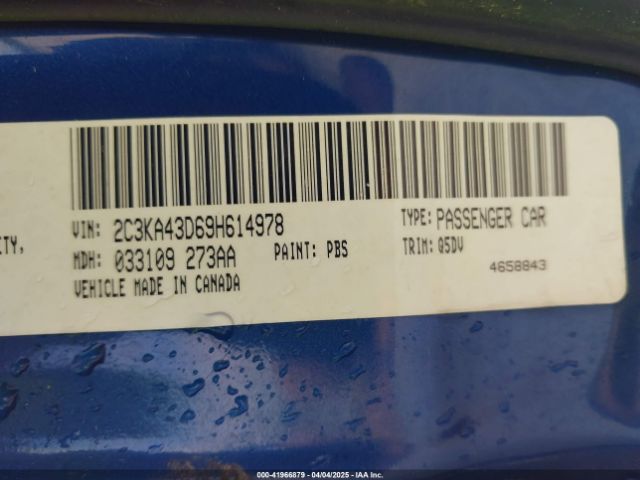 VIN: 2C3KA43D69H614978
TYPE: PASSENGER CAR
ITY,
MDH: 033109 273AA PAINT: PBS
TRIM: Q5DV
VEHICLE MADE IN CANADA
4658843
000-41966879 - 04/04/2025 - IAA Inc.